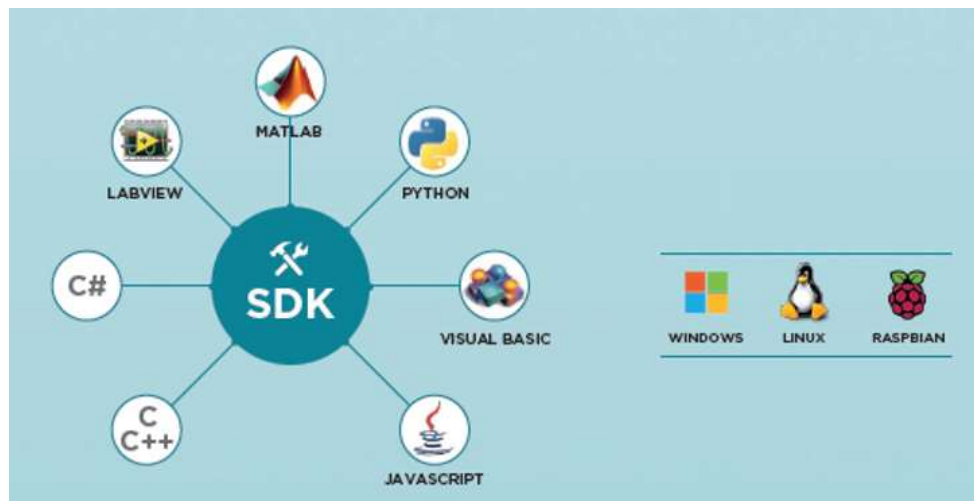 MATLAB
LABVIEW
PYTHON
C#
SDK
VISUAL BASIC
C
C++
JAVASCRIPT
WINDOWS
LINUX
RASPBIAN